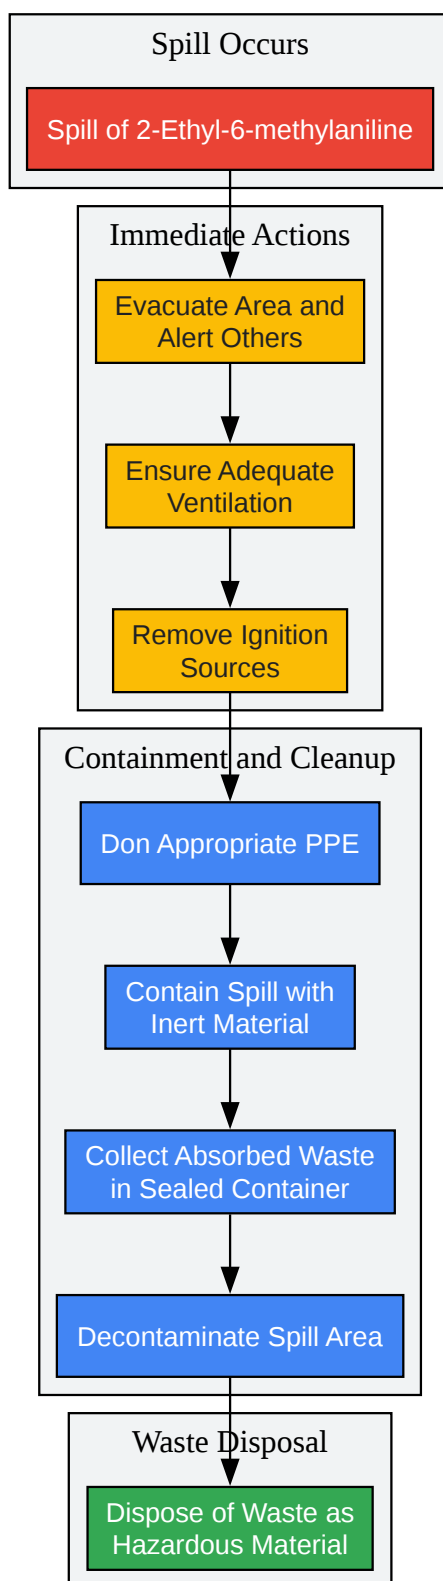 Spill Occurs
Spill of 2-Ethyl-6-methylaniline
Immediate Actions
Evacuate Area and
Alert Others
Ensure Adequate
Ventilation
Remove Ignition
Sources
Containment and Cleanup
Don Appropriate PPE
Contain Spill with
Inert Material
Collect Absorbed Waste
in Sealed Container
Decontaminate Spill Area
Waste Disposal
Dispose of Waste as
Hazardous Material